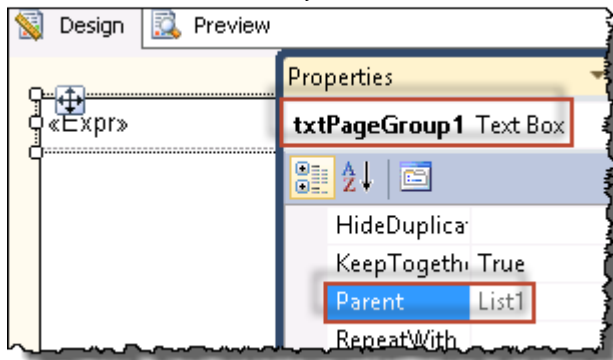 Design Preview
Properties
«Expr»
txtPageGroup1 Text Box
HideDuplica
KeepTogeth True
Parent List1
RepeatWith